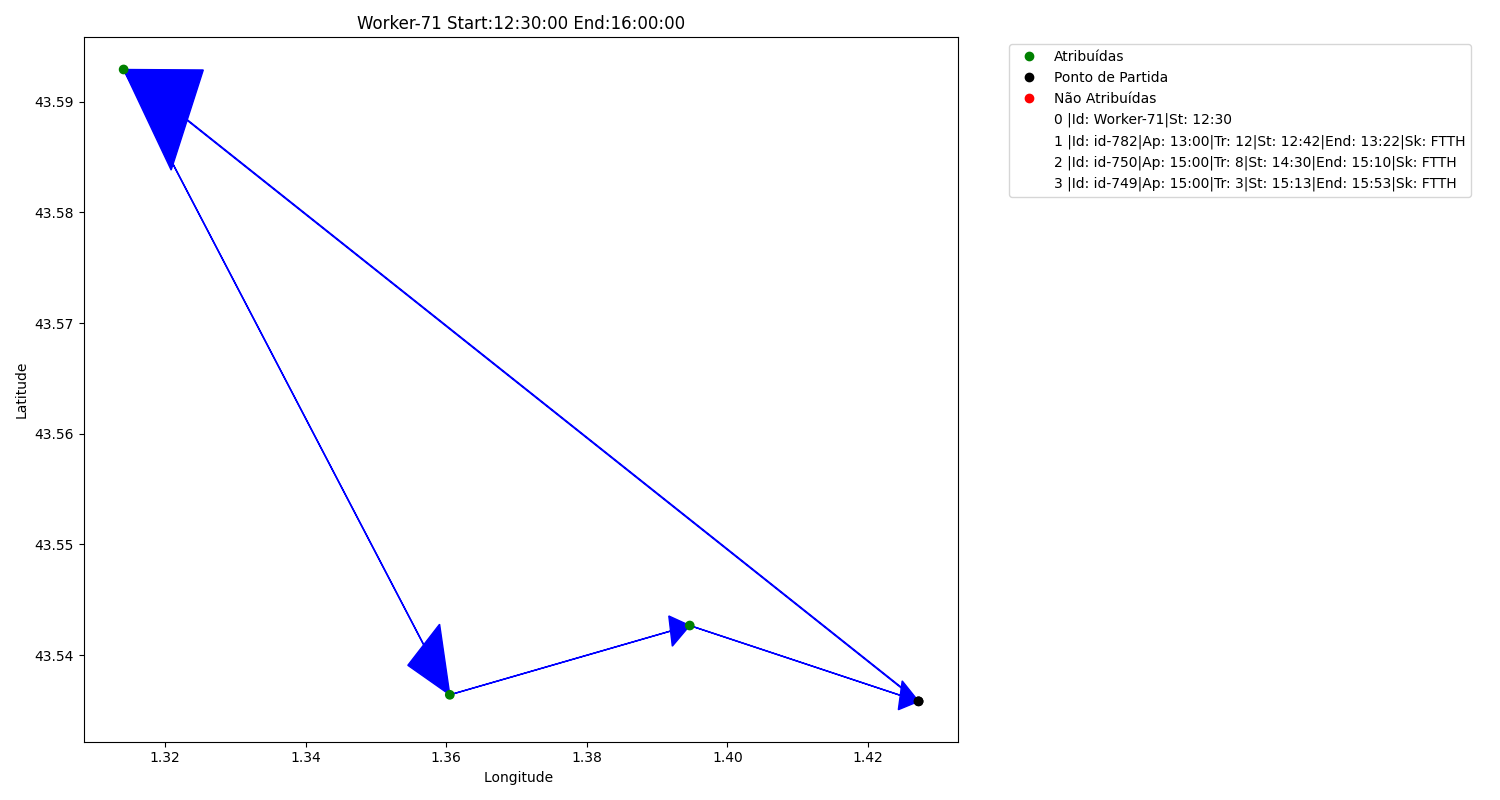 Worker-71 Start:12:30:00 End:16:00:00
Atribuídas
Ponto de Partida
Não Atribuídas
0 |Id: Worker-71|St: 12:30
1 |Id: id-782|Ap: 13:00|Tr: 12|St: 12:42|End: 13:22|Sk: FTTH
2 |Id: id-750|Ap: 15:00|Tr: 8|St: 14:30|End: 15:10|Sk: FTTH
3 |Id: id-749|Ap: 15:00|Tr: 3|St: 15:13|End: 15:53|Sk: FTTH
Latitude
43.59
43.58
43.57
43.56
43.55
43.54
1.32 1.34 1.36 1.38 1.40 1.42
Longitude